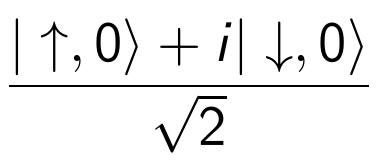 | ↑, 0⟩ + i| ↓, 0⟩
√2